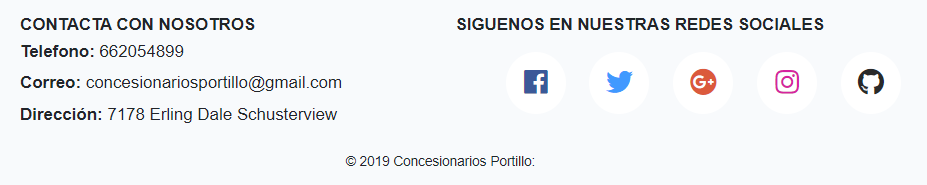 CONTACTA CON NOSOTROS
Telefono: 662054899
Correo: concesionariosportillo@gmail.com
Dirección: 7178 Erling Dale Schusterview
SIGUENOS EN NUESTRAS REDES SOCIALES
© 2019 Concesionarios Portillo: